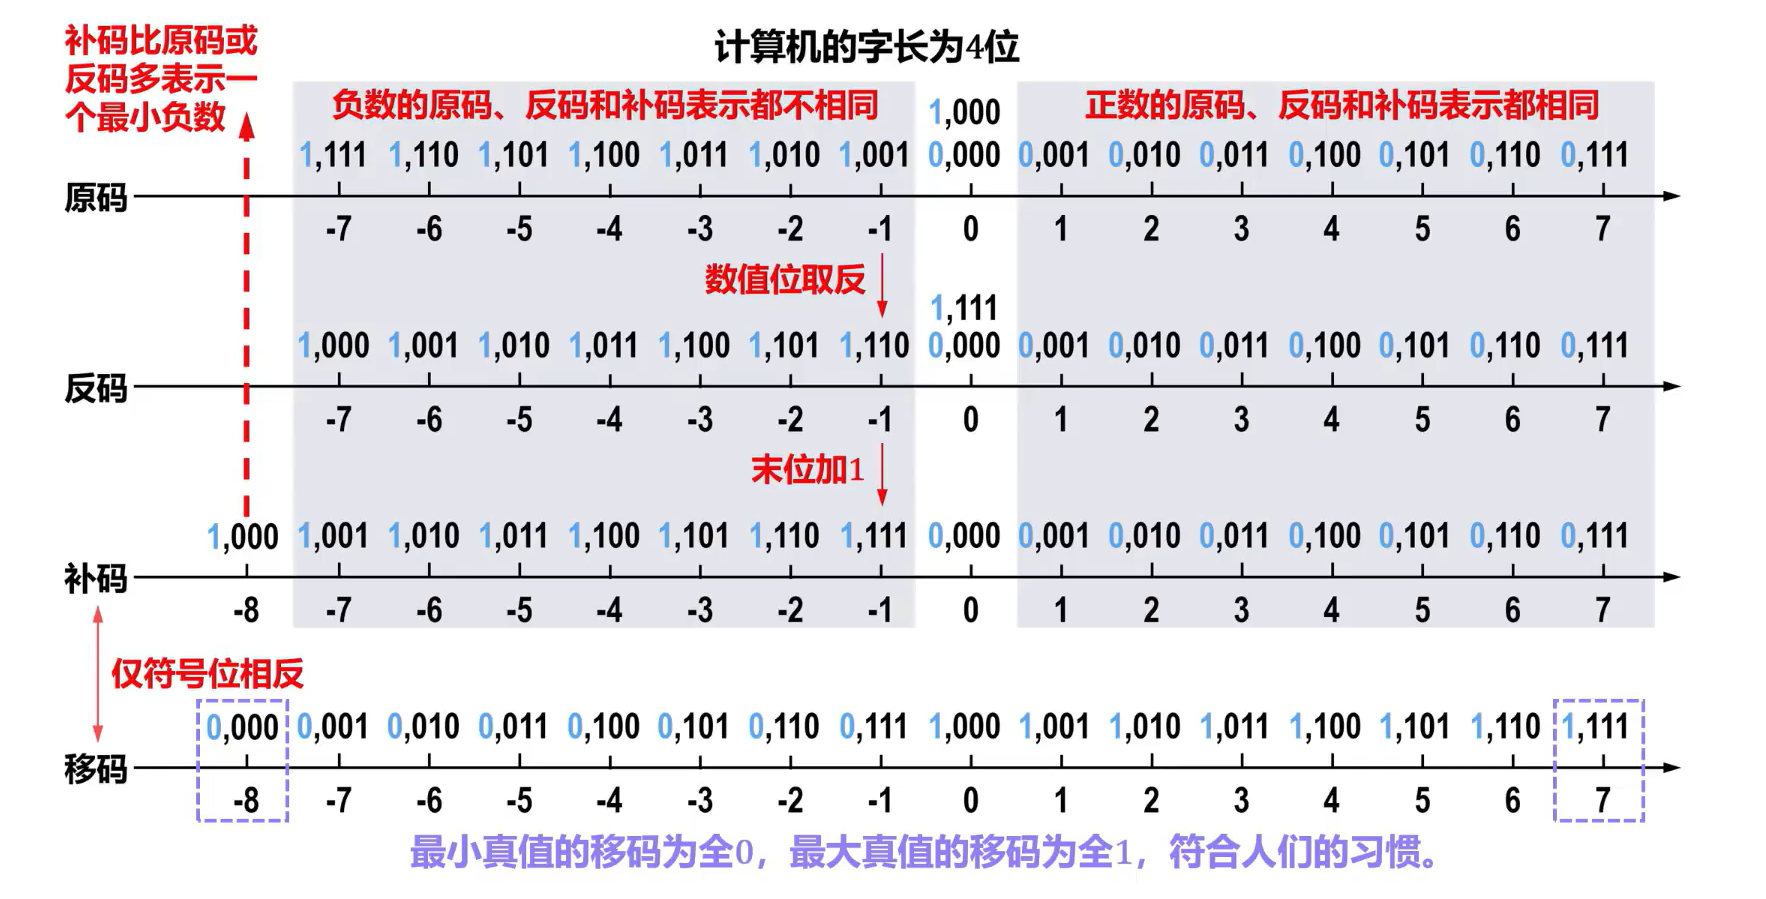 补码比原码或
反码多表示一
个最小负数
计算机的字长为4位
负数的原码、反码和补码表示都不相同
正数的原码、反码和补码表示都相同
1,000
1,111 1,110 1,101 1,100 1,011 1,010 1,001 0,000 0,001 0,010 0,011 0,100 0,101 0,110 0,111
原码
-7 -6 -5 -4 -3 -2 -1 0 1 2 3 4 5 6 7
数值位取反
1,111
1,000 1,001 1,010 1,011 1,100 1,101 1,110 0,000 0,001 0,010 0,011 0,100 0,101 0,110 0,111
反码
-7 -6 -5 -4 -3 -2 -1 0 1 2 3 4 5 6 7
末位加1
1,000 1,001 1,010 1,011 1,100 1,101 1,110 1,111 0,000 0,001 0,010 0,011 0,100 0,101 0,110 0,111
补码
-8 -7 -6 -5 -4 -3 -2 -1 0 1 2 3 4 5 6 7
仅符号位相反
0,000 0,001 0,010 0,011 0,100 0,101 0,110 0,111 1,000 1,001 1,010 1,011 1,100 1,101 1,110 1,111
移码
-8 -7 -6 -5 -4 -3 -2 -1 0 1 2 3 4 5 6 7
最小真值的移码为全0，最大真值的移码为全1，符合人们的习惯。